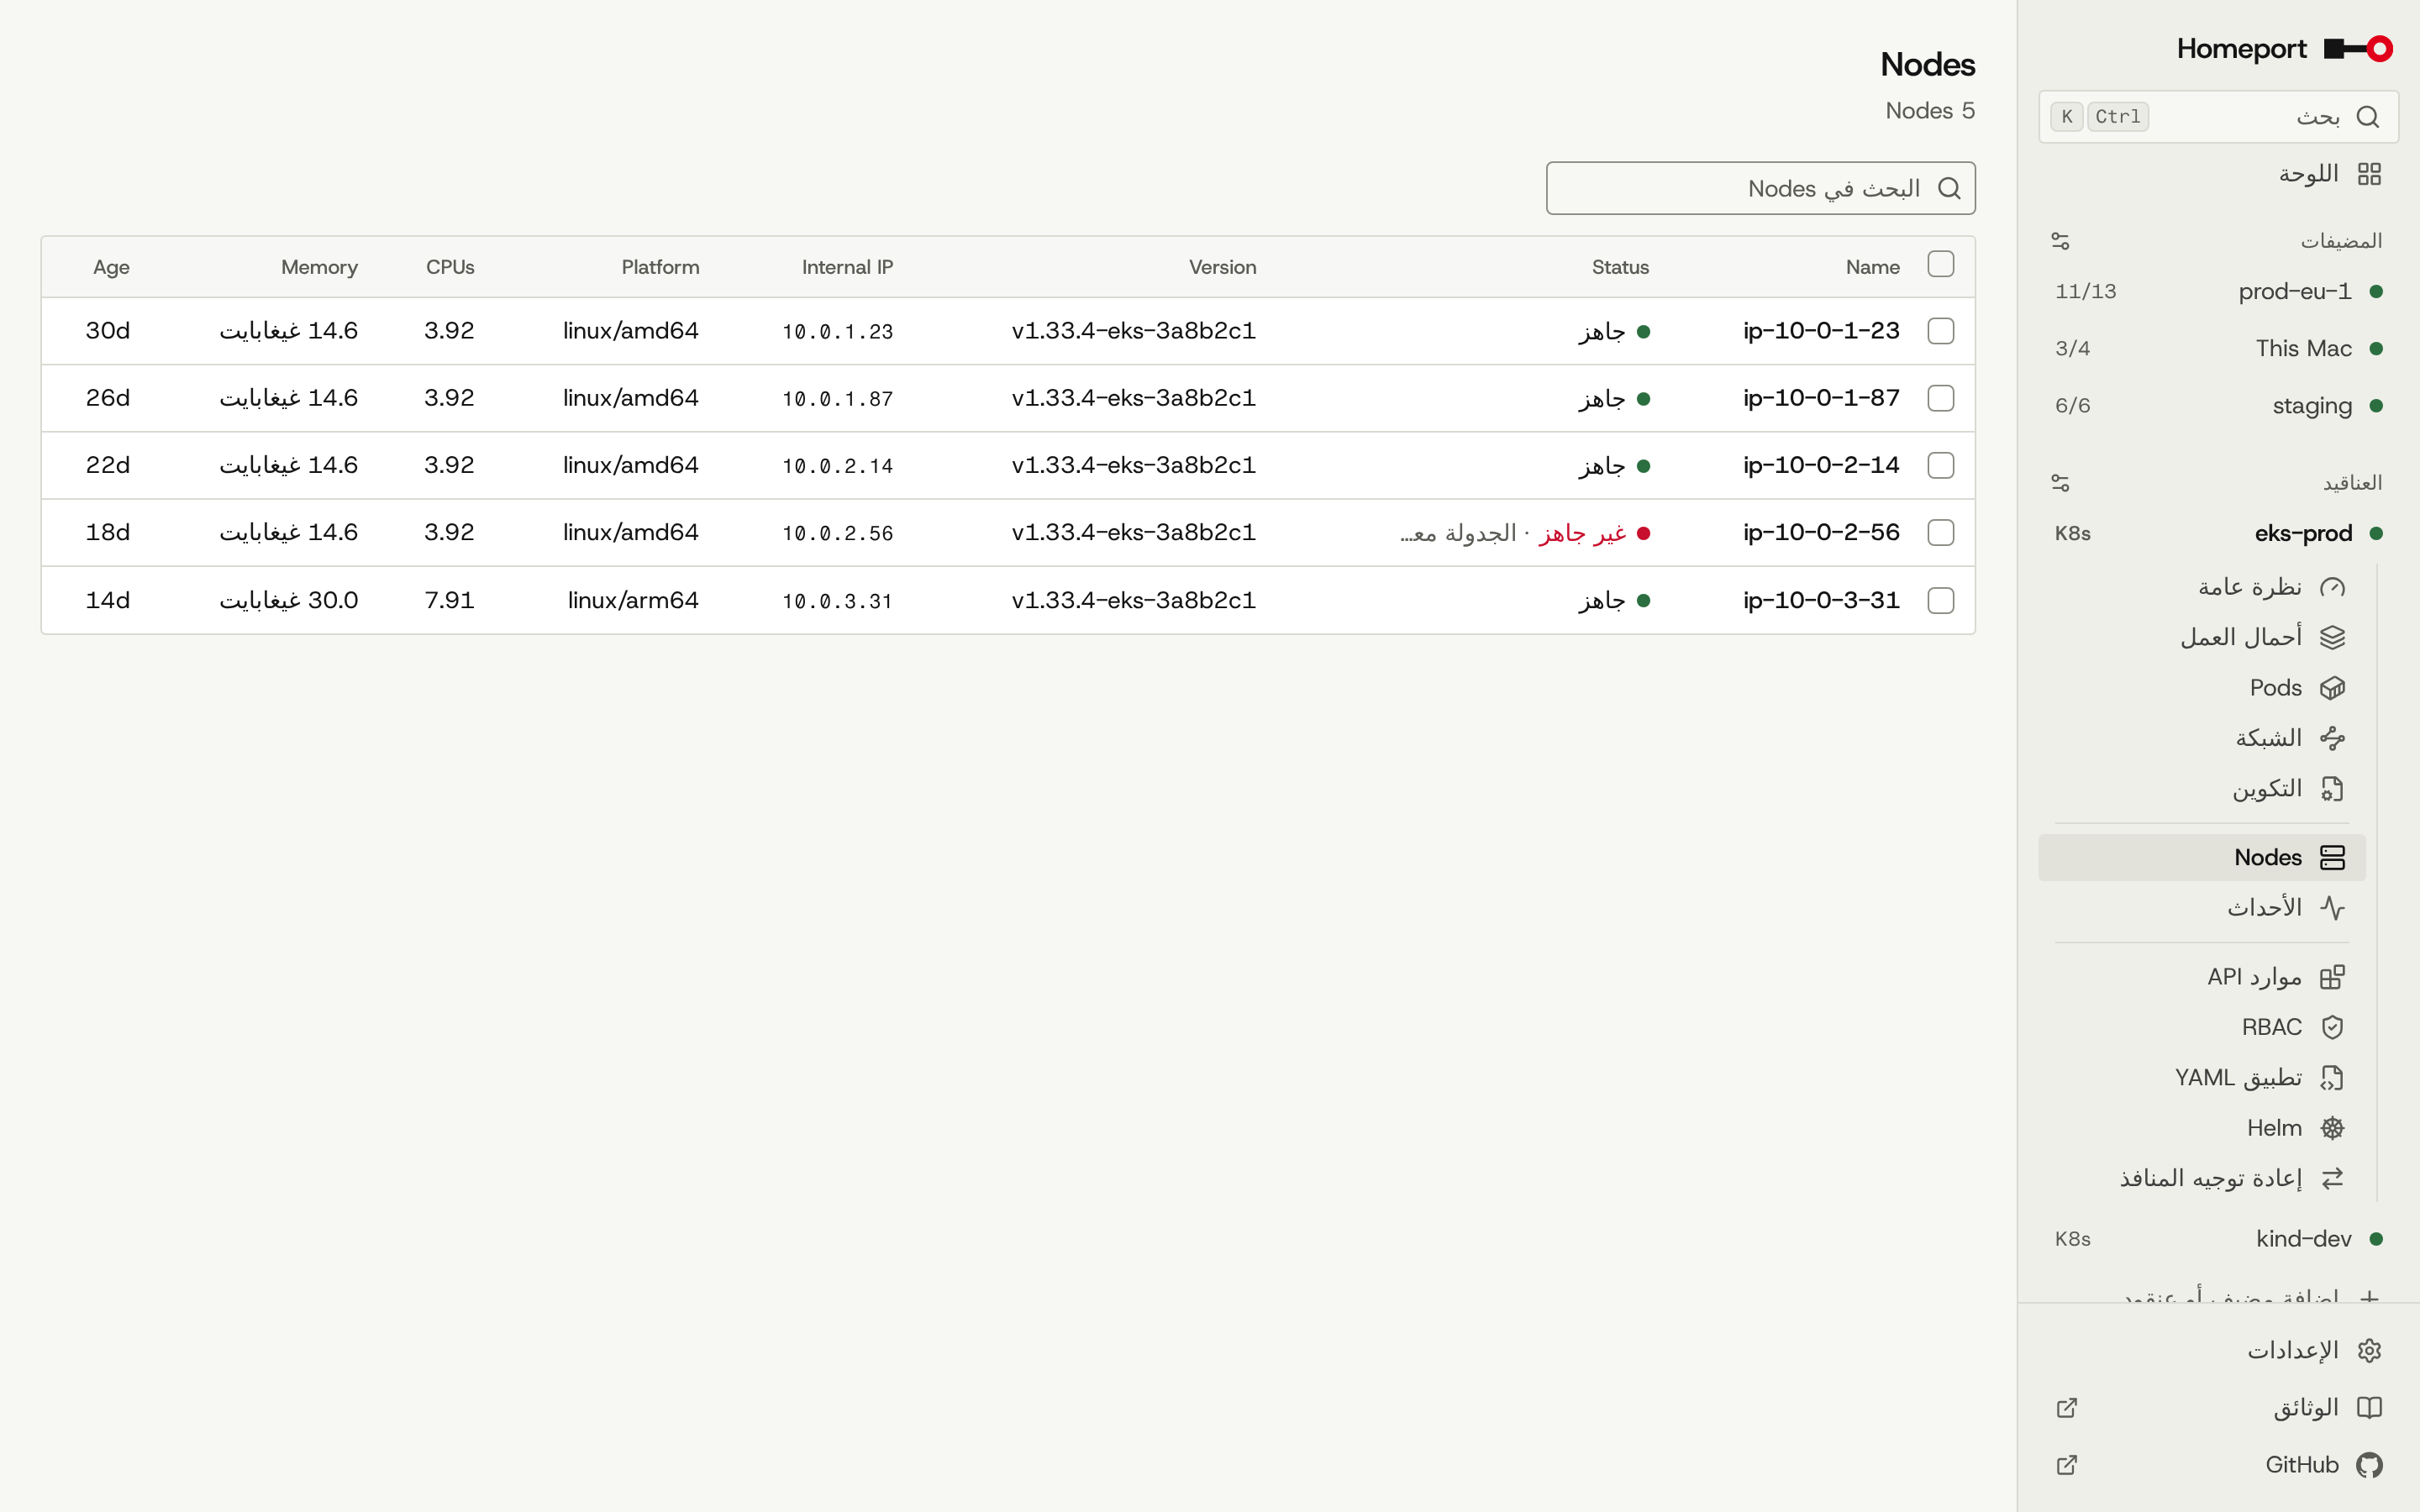 Homeport
بحث Ctrl K
اللوحة
المضيفات
prod-eu-1 11/13
This Mac 3/4
staging 6/6
العناقيد
eks-prod K8s
نظرة عامة
أحمال العمل
Pods
الشبكة
التكوين
Nodes
الأحداث
موارد API
RBAC
تطبيق YAML
Helm
إعادة توجيه المنافذ
kind-dev K8s
إضافة مضيف أو عنقود
الإعدادات
الوثائق
GitHub
Nodes
5 Nodes
البحث في Nodes
Name Status Version Internal IP Platform CPUs Memory Age
ip-10-0-1-23 جاهز v1.33.4-eks-3a8b2c1 10.0.1.23 linux/amd64 3.92 14.6 غيغابايت 30d
ip-10-0-1-87 جاهز v1.33.4-eks-3a8b2c1 10.0.1.87 linux/amd64 3.92 14.6 غيغابايت 26d
ip-10-0-2-14 جاهز v1.33.4-eks-3a8b2c1 10.0.2.14 linux/amd64 3.92 14.6 غيغابايت 22d
ip-10-0-2-56 غير جاهز · الجدولة مع... v1.33.4-eks-3a8b2c1 10.0.2.56 linux/amd64 3.92 14.6 غيغابايت 18d
ip-10-0-3-31 جاهز v1.33.4-eks-3a8b2c1 10.0.3.31 linux/arm64 7.91 30.0 غيغابايت 14d